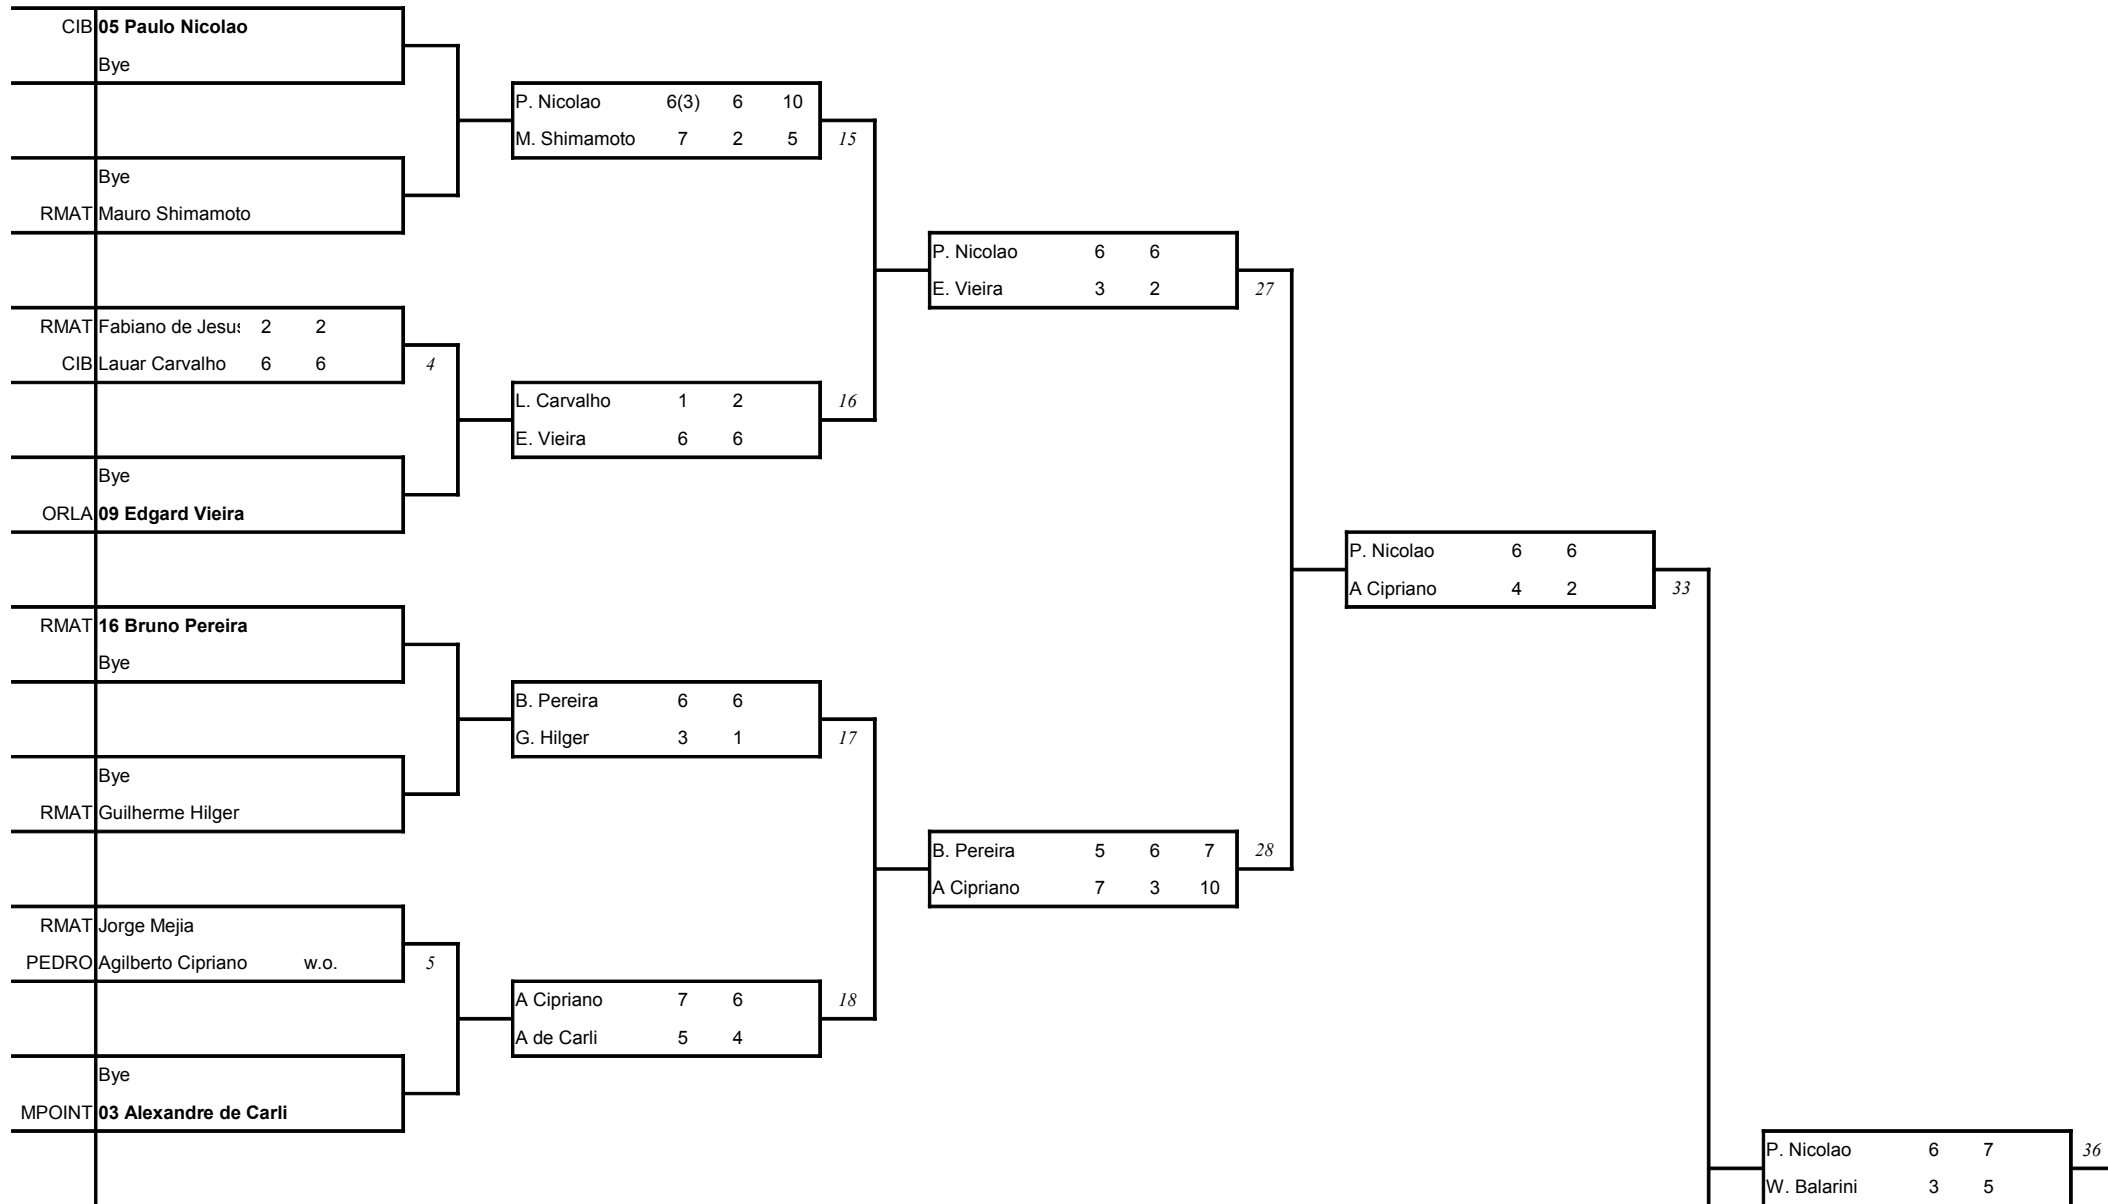 CIB 05 Paulo Nicolao
Bye
P. Nicolao 6(3) 6 10
M. Shimamoto 7 2 5 15
Bye
RMAT Mauro Shimamoto
P. Nicolao 6 6
E. Vieira 3 2 27
RMAT Fabiano de Jesus 2 2
CIB Lauar Carvalho 6 6 4
L. Carvalho 1 2 16
E. Vieira 6 6
Bye
ORLA 09 Edgard Vieira
P. Nicolao 6 6
A Cipriano 4 2 33
RMAT 16 Bruno Pereira
Bye
B. Pereira 6 6
G. Hilger 3 1 17
Bye
RMAT Guilherme Hilger
B. Pereira 5 6 7 28
A Cipriano 7 3 10
RMAT Jorge Mejia
PEDRO Agilberto Cipriano w.o. 5
A Cipriano 7 6 18
A de Carli 5 4
Bye
MPOINT 03 Alexandre de Carli
P. Nicolao 6 7 36
W. Balarini 3 5